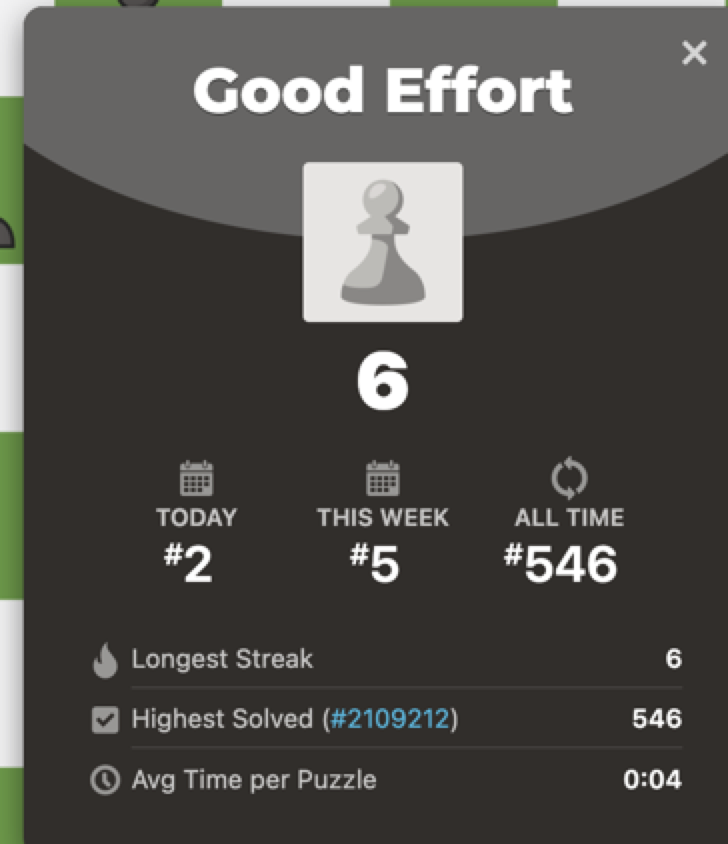 Good Effort
6
TODAY THIS WEEK ALL TIME
#2 #5 #546
Longest Streak 6
Highest Solved (#2109212) 546
Avg Time per Puzzle 0:04